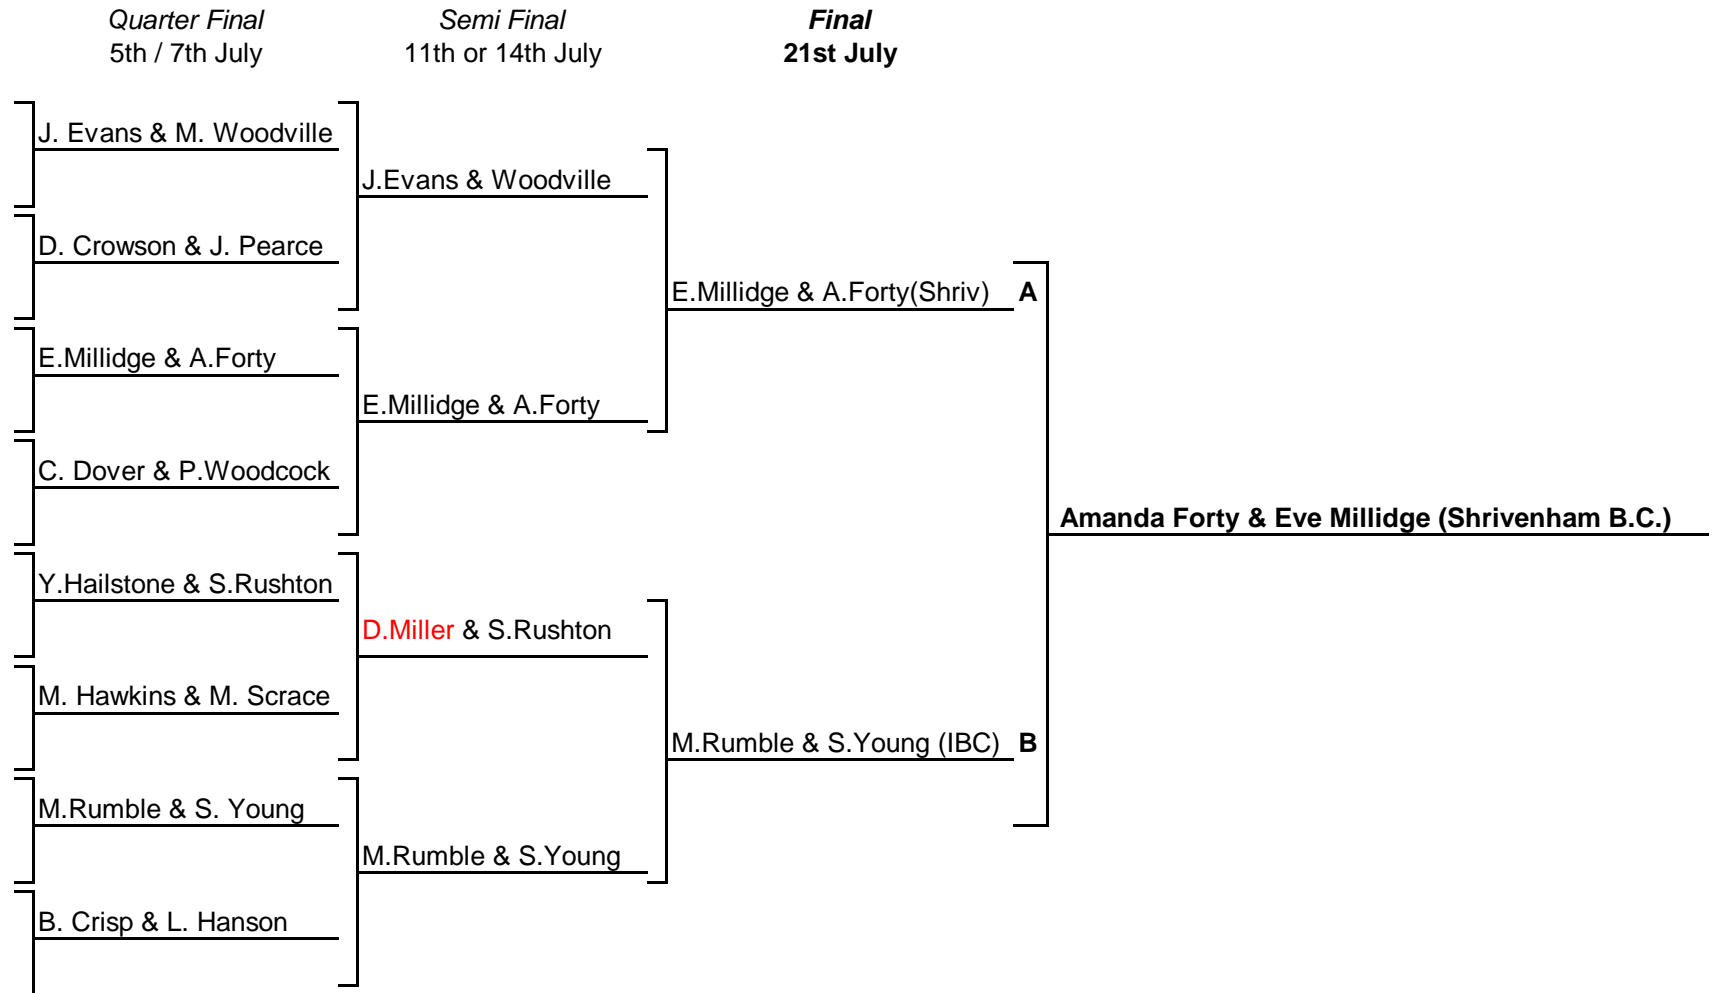 Quarter Final
5th / 7th July
Semi Final
11th or 14th July
Final
21st July
J. Evans & M. Woodville
D. Crowson & J. Pearce
E.Millidge & A.Forty
C. Dover & P.Woodcock
Y.Hailstone & S.Rushton
M. Hawkins & M. Scrace
M.Rumble & S. Young
B. Crisp & L. Hanson
J.Evans & Woodville
E.Millidge & A.Forty
D.Miller & S.Rushton
M.Rumble & S.Young
E.Millidge & A.Forty(Shriv) A
M.Rumble & S.Young (IBC) B
Amanda Forty & Eve Millidge (Shrivenham B.C.)